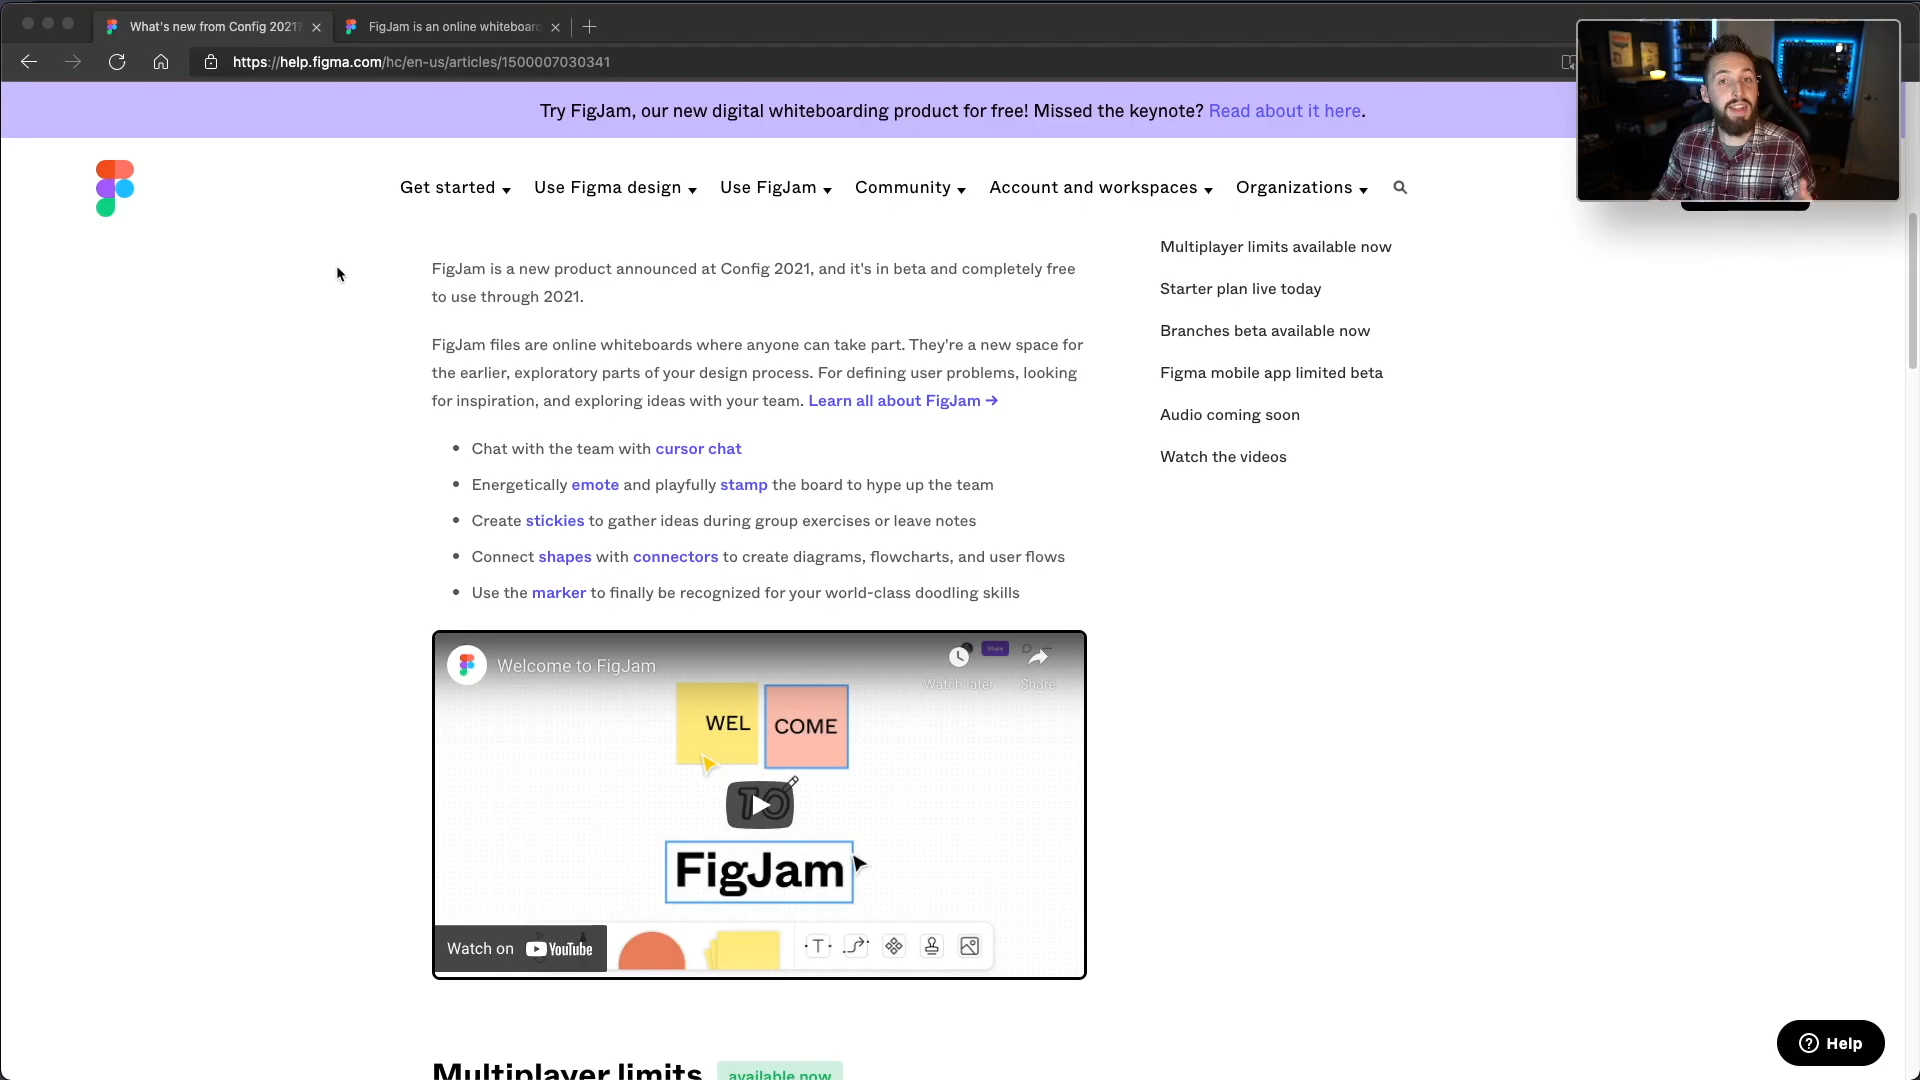 What's new from Config 2021?
FigJam is an online whiteboard
https://help.figma.com/hc/en-us/articles/1500007030341
Try FigJam, our new digital whiteboarding product for free! Missed the keynote? Read about it here.
Get started Use Figma design Use FigJam Community Account and workspaces Organizations
FigJam is a new product announced at Config 2021, and it's in beta and completely free
to use through 2021.
FigJam files are online whiteboards where anyone can take part. They're a new space for
the earlier, exploratory parts of your design process. For defining user problems, looking
for inspiration, and exploring ideas with your team. Learn all about FigJam →
• Chat with the team with cursor chat
• Energetically emote and playfully stamp the board to hype up the team
• Create stickies to gather ideas during group exercises or leave notes
• Connect shapes with connectors to create diagrams, flowcharts, and user flows
• Use the marker to finally be recognized for your world-class doodling skills
Multiplayer limits available now
Starter plan live today
Branches beta available now
Figma mobile app limited beta
Audio coming soon
Watch the videos
Welcome to FigJam
Share
Watch later
Share
WEL
COME
TO
FigJam
Watch on YouTube
T
Multiplayer limits available now
Help